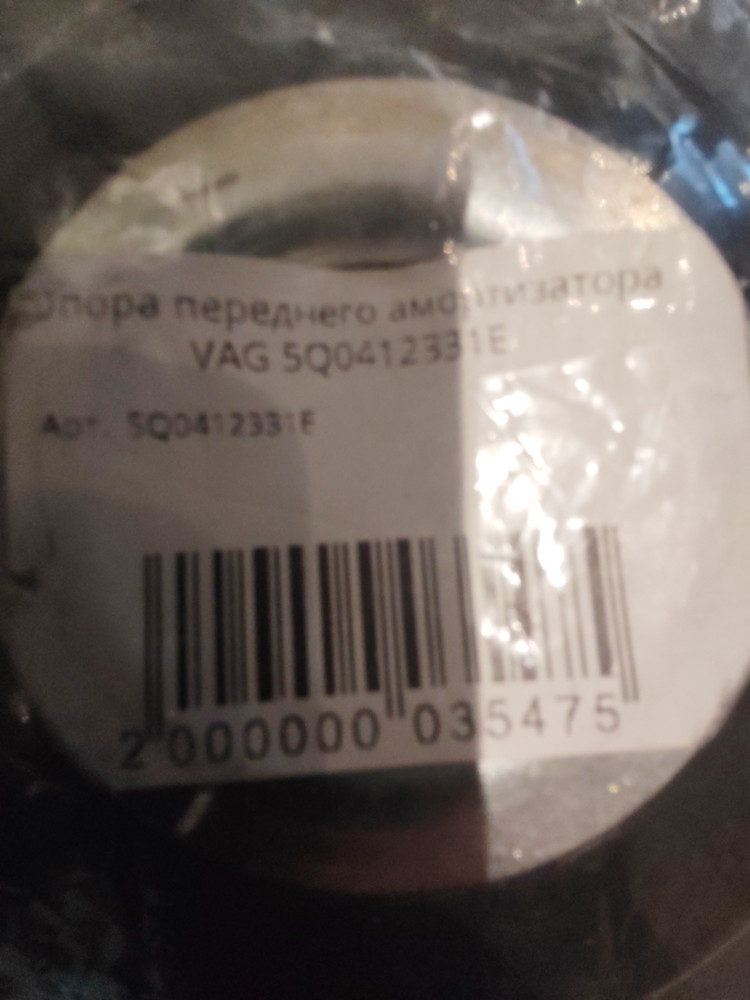 Опора переднего амортизатора
VAG 5Q0412331E
Арт. 5Q0412331E
2 000000 035475